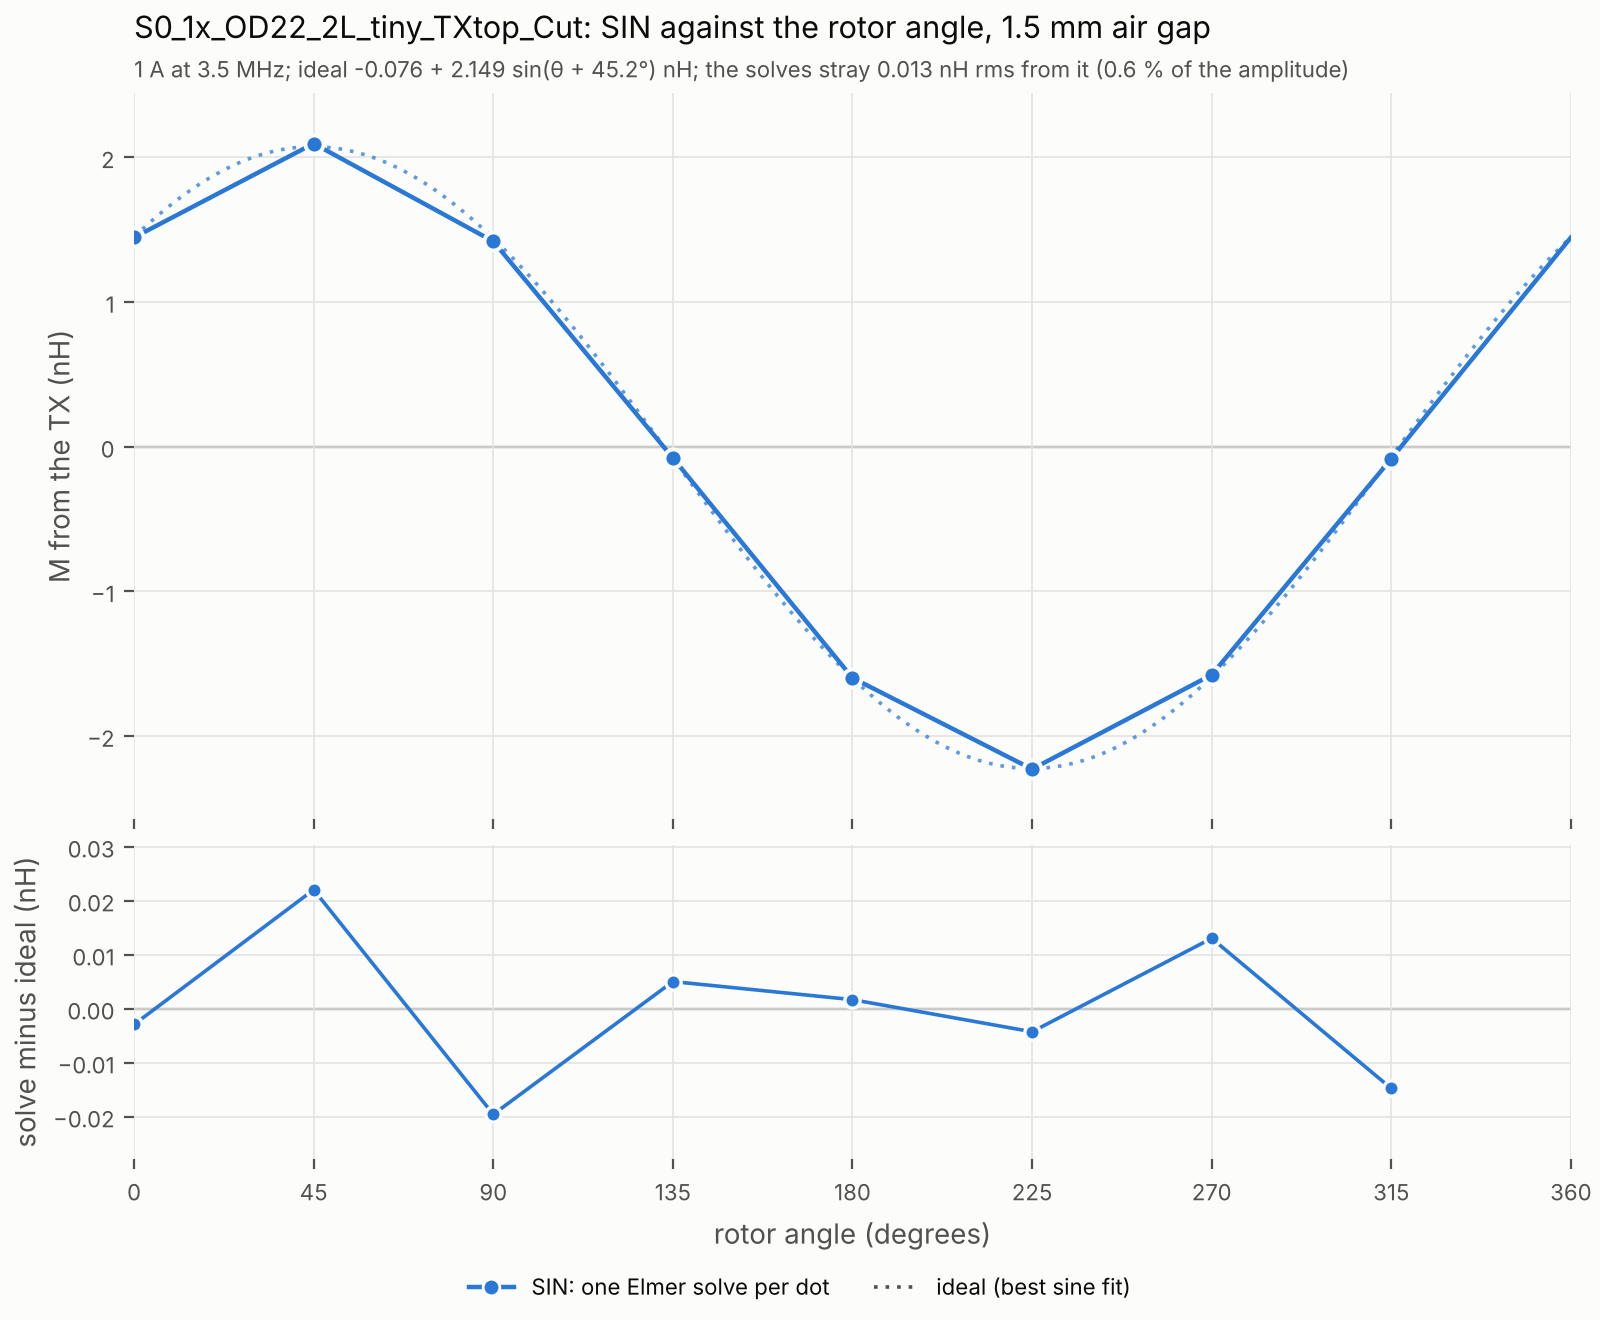 S0_1x_OD22_2L_tiny_TXtop_Cut: SIN against the rotor angle, 1.5 mm air gap
1 A at 3.5 MHz; ideal -0.076 + 2.149 sin(θ + 45.2°) nH; the solves stray 0.013 nH rms from it (0.6 % of the amplitude)
M from the TX (nH)
2
1
0
−1
−2
solve minus ideal (nH)
0.03
0.02
0.01
0.00
−0.01
−0.02
0 45 90 135 180 225 270 315 360
rotor angle (degrees)
SIN: one Elmer solve per dot ideal (best sine fit)